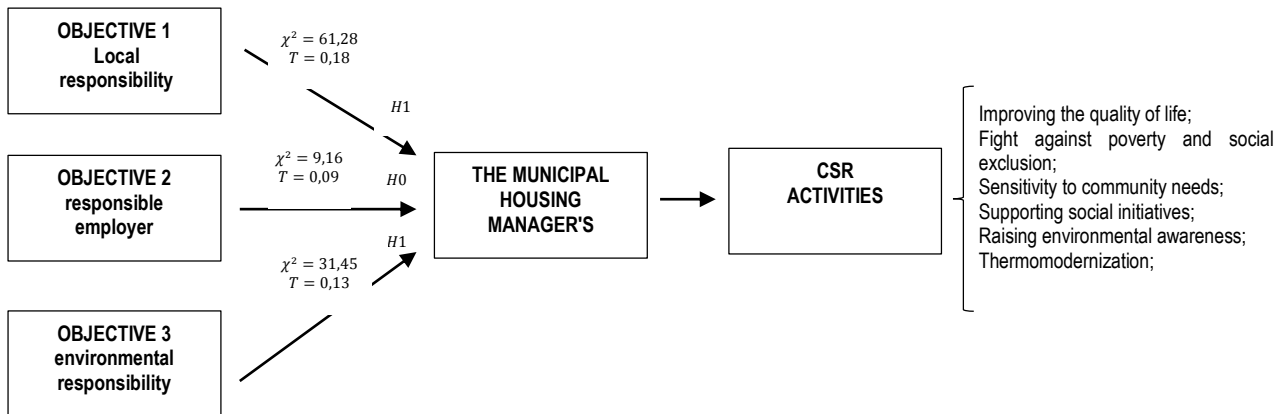 OBJECTIVE 1
Local
responsibility
χ² = 61,28
T = 0,18
H1
OBJECTIVE 2
responsible
employer
χ² = 9,16
T = 0,09
H0
OBJECTIVE 3
environmental
responsibility
χ² = 31,45
T = 0,13
H1
THE MUNICIPAL
HOUSING
MANAGER'S
CSR
ACTIVITIES
Improving the quality of life;
Fight against poverty and social
exclusion;
Sensitivity to community needs;
Supporting social initiatives;
Raising environmental awareness;
Thermomodernization;